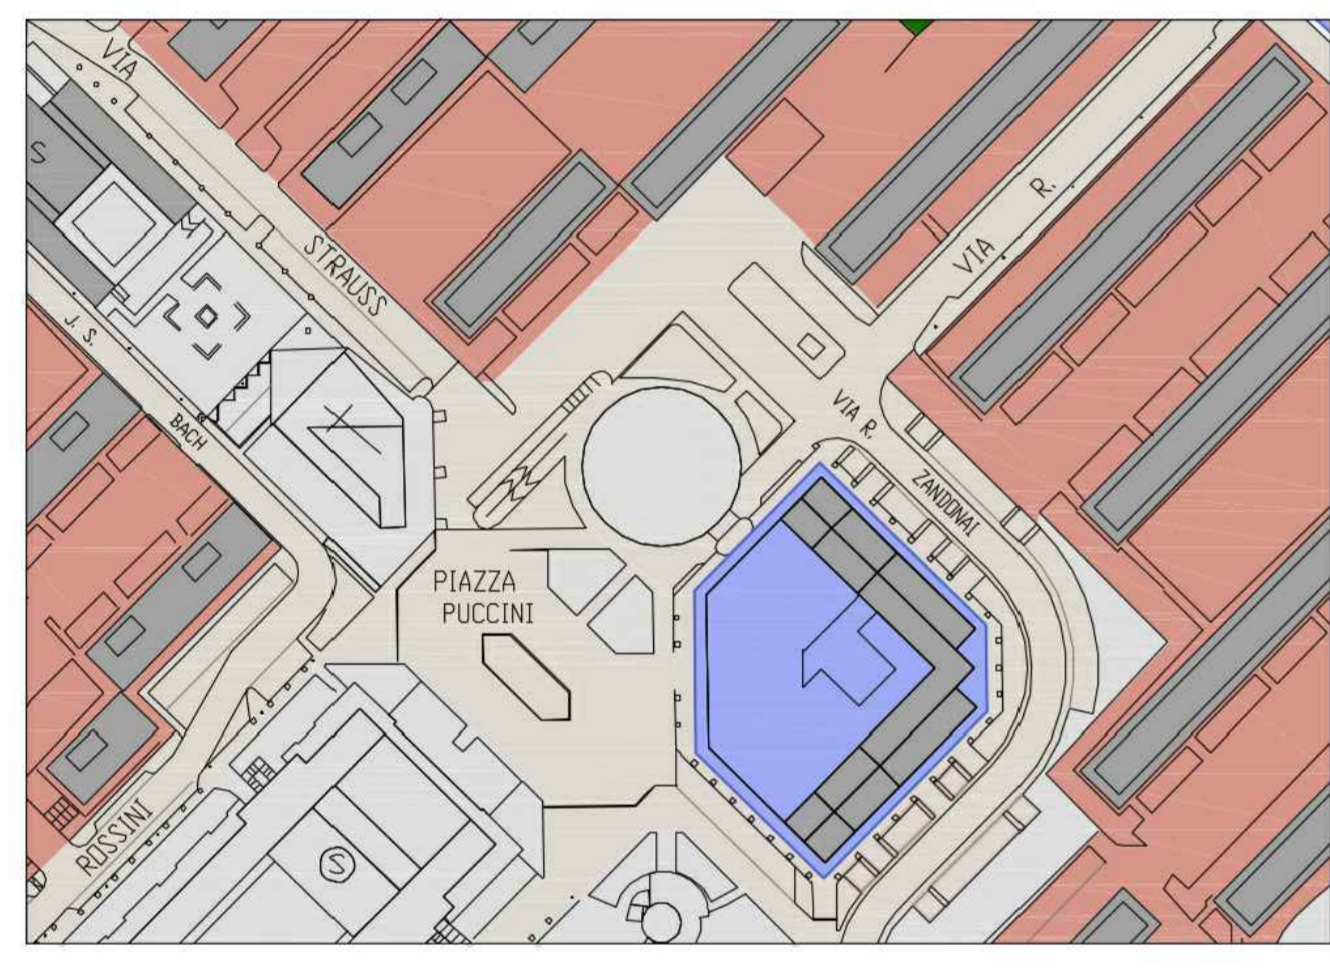 VIA
STRAUSS
S
J. S.
BACH
VIA R.
VIA R.
ZANDONAI
PIAZZA
PUCCINI
ROSSINI
S